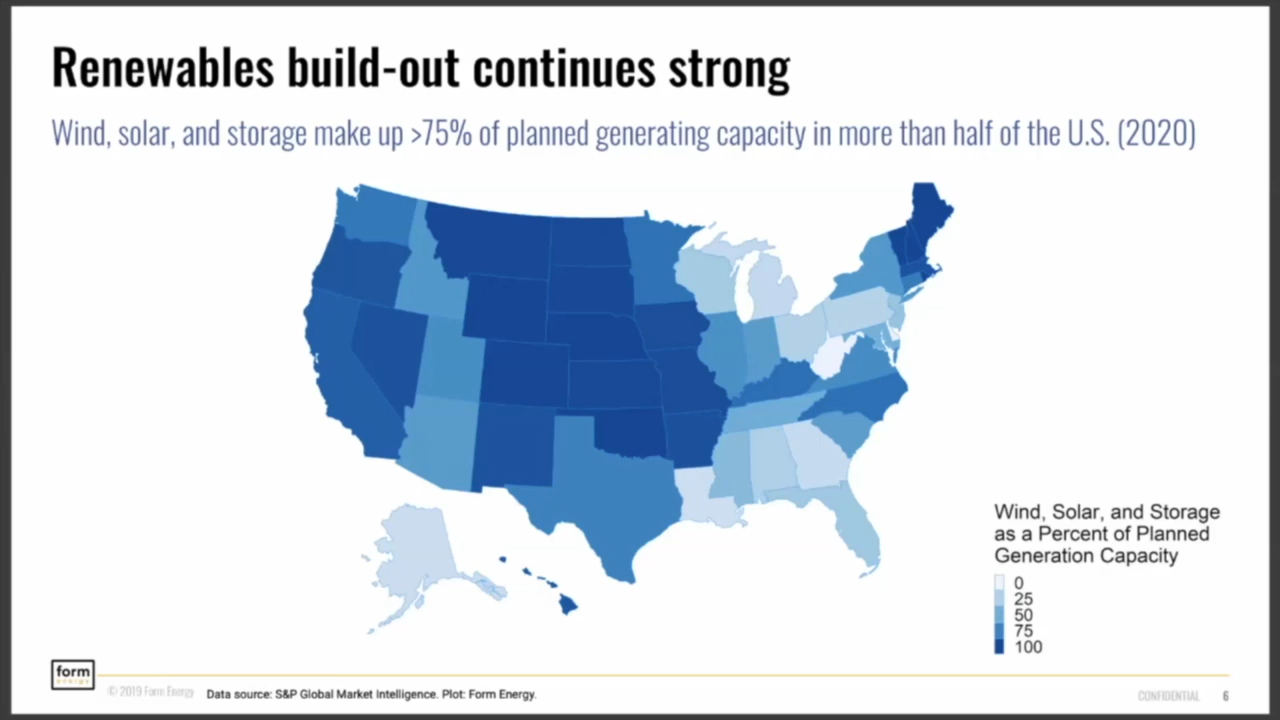 Renewables build-out continues strong
Wind, solar, and storage make up >75% of planned generating capacity in more than half of the U.S. (2020)
Wind, Solar, and Storage
as a Percent of Planned
Generation Capacity
0
25
50
75
100
form
energy
© 2019 Form Energy
Data source: S&P Global Market Intelligence. Plot: Form Energy.
CONFIDENTIAL
6